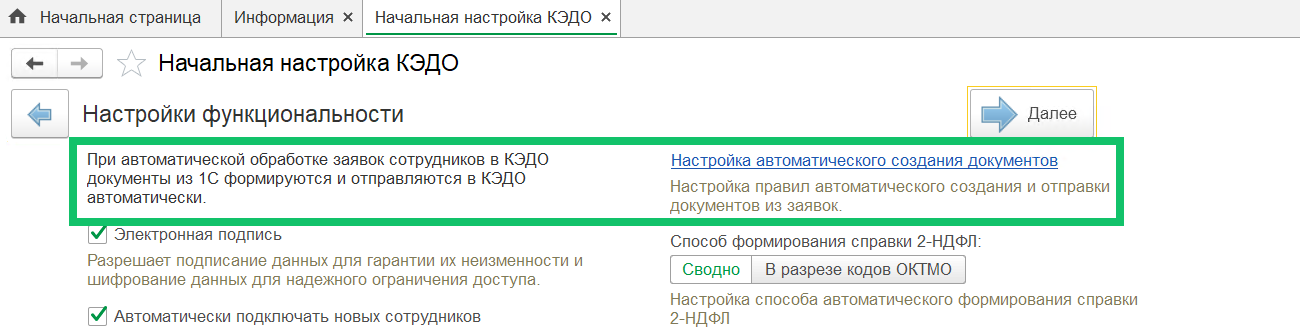 Начальная страница
Информация ×
Начальная настройка КЭДО ×
Начальная настройка КЭДО
Настройки функциональности
Далее
При автоматической обработке заявок сотрудников в КЭДО
документы из 1С формируются и отправляются в КЭДО
автоматически.
Настройка автоматического создания документов
Настройка правил автоматического создания и отправки
документов из заявок.
Электронная подпись
Разрешает подписание данных для гарантии их неизменности и
шифрование данных для надежного ограничения доступа.
Автоматически подключать новых сотрудников
Способ формирования справки 2-НДФЛ:
Сводно
В разрезе кодов ОКТМО
Настройка способа автоматического формирования справки
2-НДФЛ